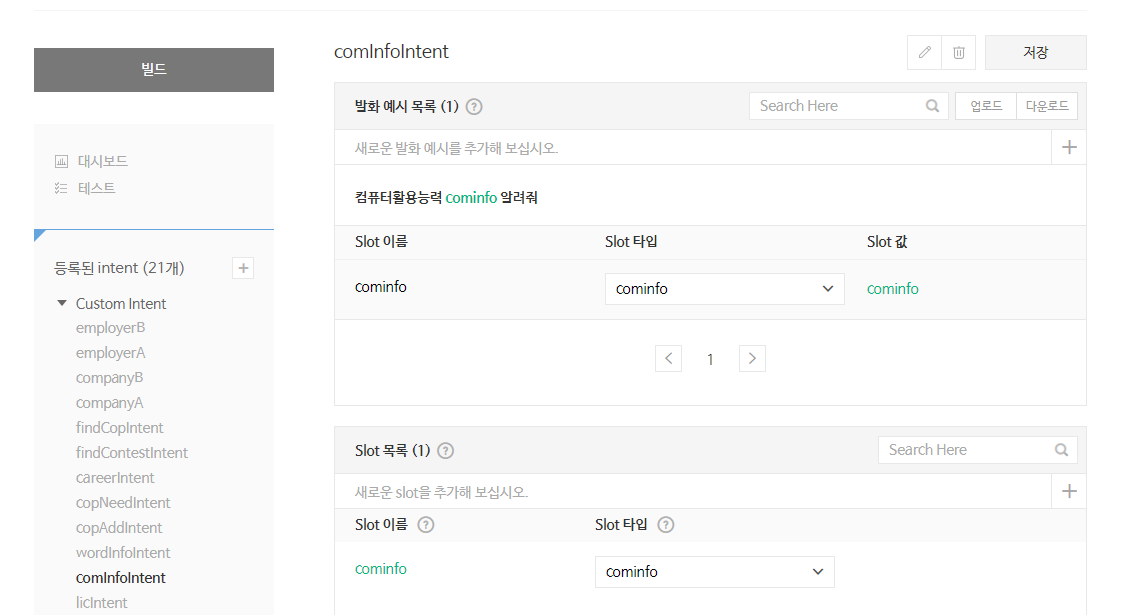 빌드
대시보드
테스트
등록된 intent (21개)
Custom Intent
employerB
employerA
companyB
companyA
findCopIntent
findContestIntent
careerIntent
copNeedIntent
copAddIntent
wordInfoIntent
comInfoIntent
licIntent
comInfoIntent
저장
발화 예시 목록 (1) ?
Search Here
업로드
다운로드
새로운 발화 예시를 추가해 보십시오.
컴퓨터활용능력 cominfo 알려줘
Slot 이름 Slot 타입 Slot 값
cominfo cominfo cominfo
1
Slot 목록 (1) ?
Search Here
새로운 slot을 추가해 보십시오.
Slot 이름 ? Slot 타입 ?
cominfo cominfo